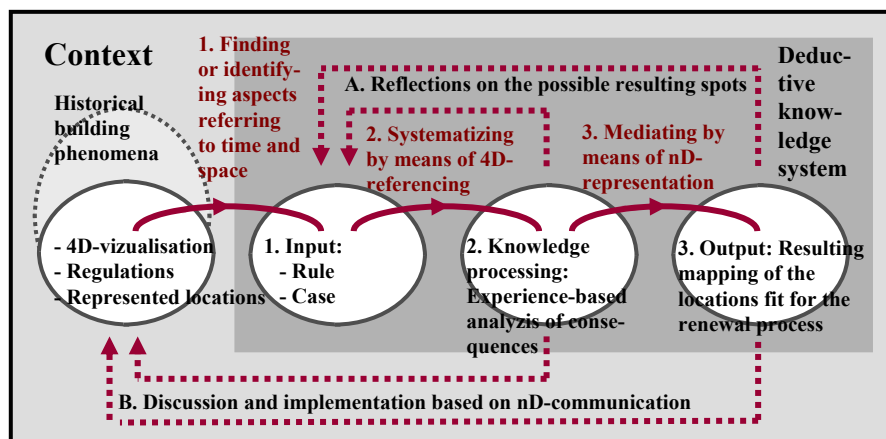 Context
Historical
building
phenomena
- 4D-vizualisation
- Regulations
- Represented locations
1. Finding
or identify-
ing aspects
referring
to time and
space
A. Reflections on the possible resulting spots
Deduc-
tive
know-
ledge
system
2. Systematizing
by means of 4D-
referencing
3. Mediating by
means of nD-
representation
1. Input:
- Rule
- Case
2. Knowledge
processing:
Experience-based
analyzis of conse-
quences
3. Output: Resulting
mapping of the
locations fit for the
renewal process
B. Discussion and implementation based on nD-communication